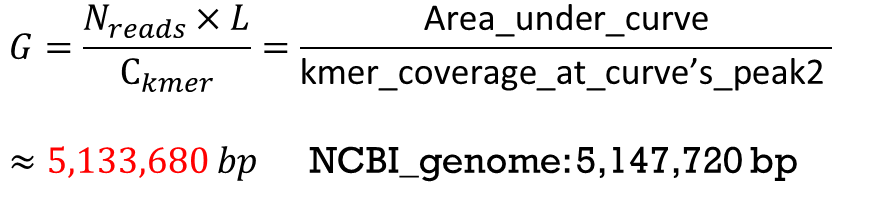 G = N_reads × L / C_kmer = Area_under_curve / kmer_coverage_at_curve’s_peak2
≈ 5,133,680 bp NCBI_genome:5,147,720 bp